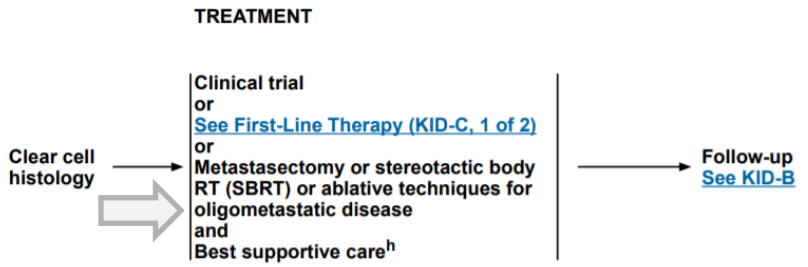 TREATMENT
Clear cell
histology
Clinical trial
or
See First-Line Therapy (KID-C, 1 of 2)
or
Metastasectomy or stereotactic body
RT (SBRT) or ablative techniques for
oligometastatic disease
and
Best supportive careʰ
Follow-up
See KID-B